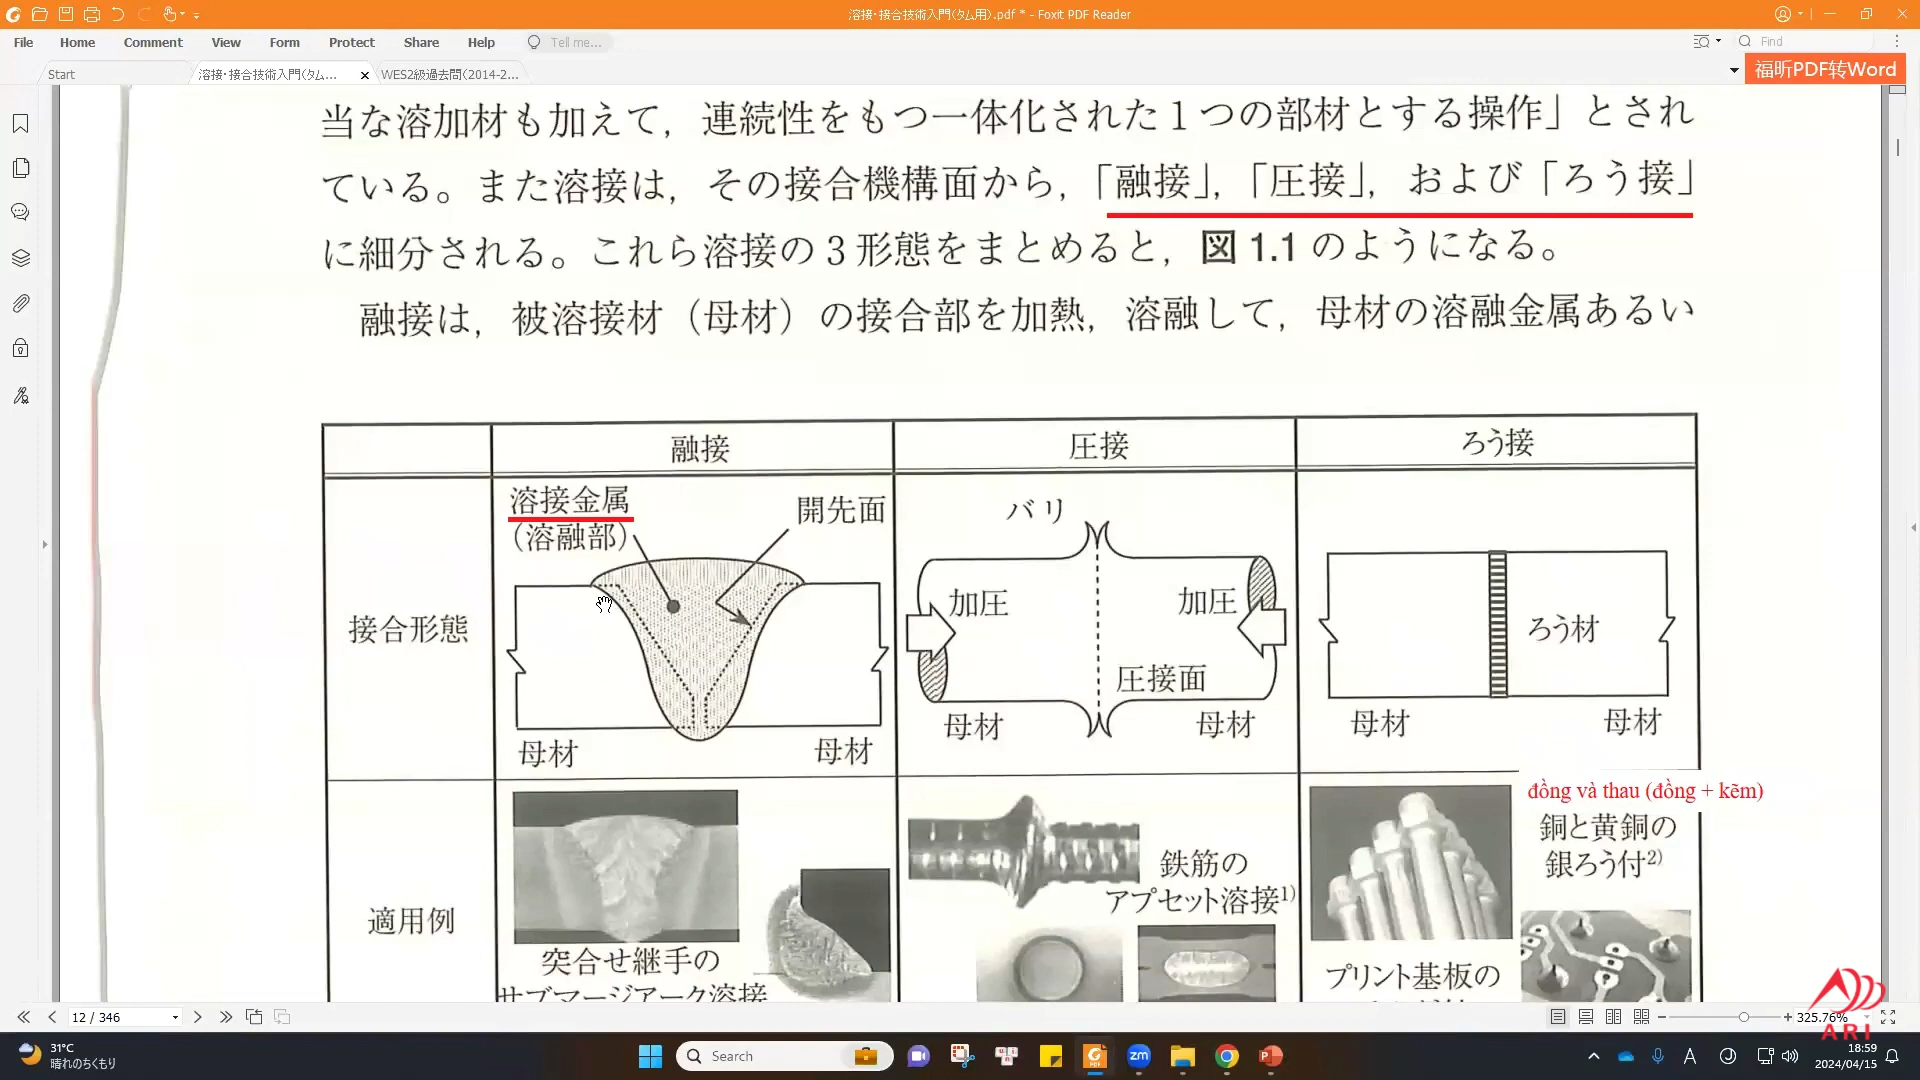 溶接・接合技術入門(タム用).pdf * - Foxit PDF Reader
File Home Comment View Form Protect Share Help Tell me... Find
Start 溶接・接合技術入門(タム... WES2級過去問(2014-2... 福昕PDF转Word
当な溶加材も加えて，連続性をもつ一体化された１つの部材とする操作」とされ
ている。また溶接は，その接合機構面から，「融接」，「圧接」，および「ろう接」
に細分される。これら溶接の３形態をまとめると，図1.1のようになる。
融接は，被溶接材（母材）の接合部を加熱，溶融して，母材の溶融金属あるい
融接 圧接 ろう接
接合形態
溶接金属
(溶融部)
開先面
母材 母材
バリ
加圧 加圧
圧接面
母材 母材
ろう材
母材 母材
適用例
突合せ継手の
サブマージアーク溶接
鉄筋の
アプセット溶接1)
đồng và thau (đồng + kẽm)
銅と黄銅の
銀ろう付2)
プリント基板の
ARI
12 / 346 325.76%
31°C
晴れのちくもり
Search
18:59
2024/04/15